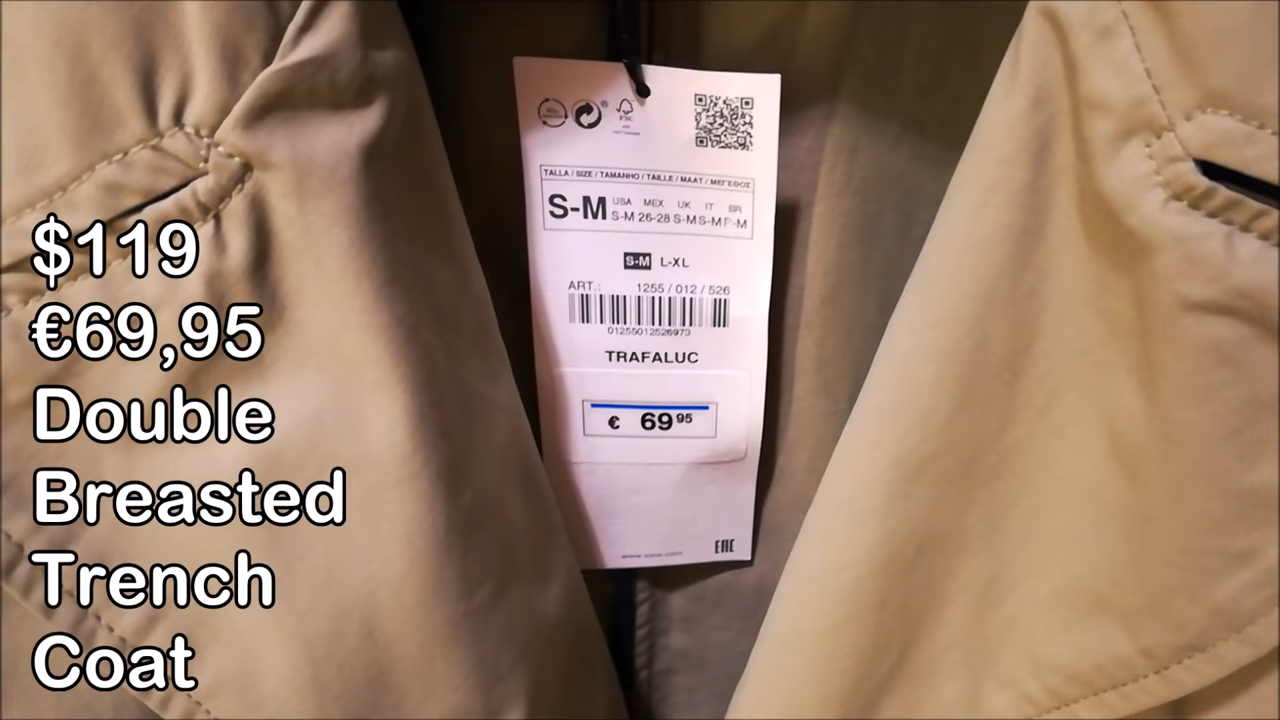 FSC
TALLA / SIZE / TAMANHO / TAILLE / MAAT / ΜΕΓΕΘΟΣ
S-M USA MEX UK IT BR
S-M 26-28 S-M S-M P-M
S-M L-XL
ART.: 1255 / 012 / 526
01255012526973
TRAFALUC
€ 69 95
EAC
$119
€69,95
Double
Breasted
Trench
Coat